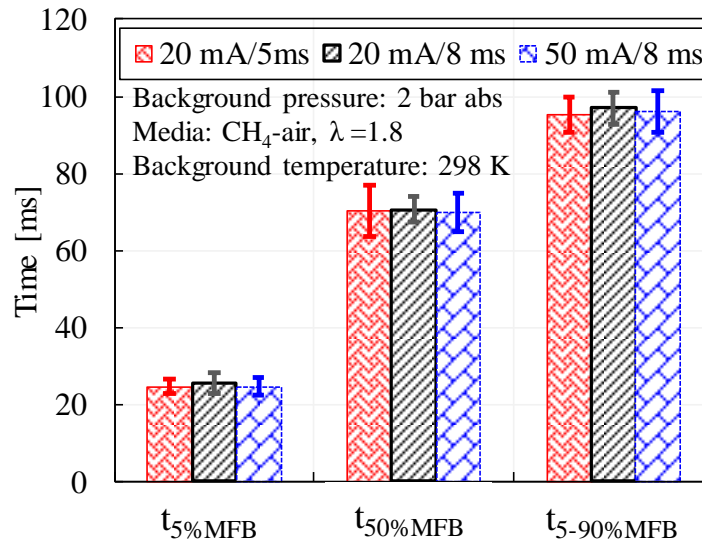 120
20 mA/5ms 20 mA/8 ms 50 mA/8 ms
Background pressure: 2 bar abs
100
Media: CH₄-air, λ =1.8
Background temperature: 298 K
80
60
40
20
0
Time [ms]
t5%MFB t50%MFB t5-90%MFB